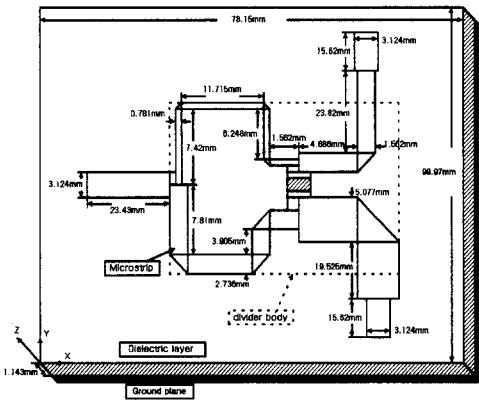 78.15mm
3.124mm
15.62mm
11.715mm
23.82mm
0.781mm
6.248mm
1.562mm
4.686mm
1.562mm
7.42mm
3.124mm
99.97mm
23.43mm
5.077mm
7.81mm
3.905mm
19.525mm
Microstrip
2.736mm
divider body
15.62mm
3.124mm
Z
Y
X
Dielectric layer
1.143mm
Ground plane